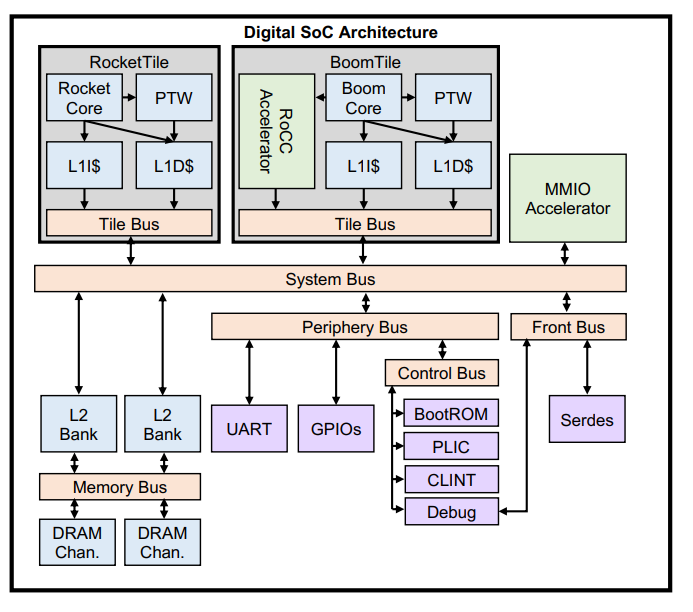 Digital SoC Architecture
RocketTile
Rocket
Core
PTW
L1I$
L1D$
Tile Bus
BoomTile
RoCC
Accelerator
Boom
Core
PTW
L1I$
L1D$
Tile Bus
MMIO
Accelerator
System Bus
Periphery Bus
Front Bus
Control Bus
L2
Bank
L2
Bank
UART
GPIOs
BootROM
PLIC
CLINT
Debug
Serdes
Memory Bus
DRAM
Chan.
DRAM
Chan.